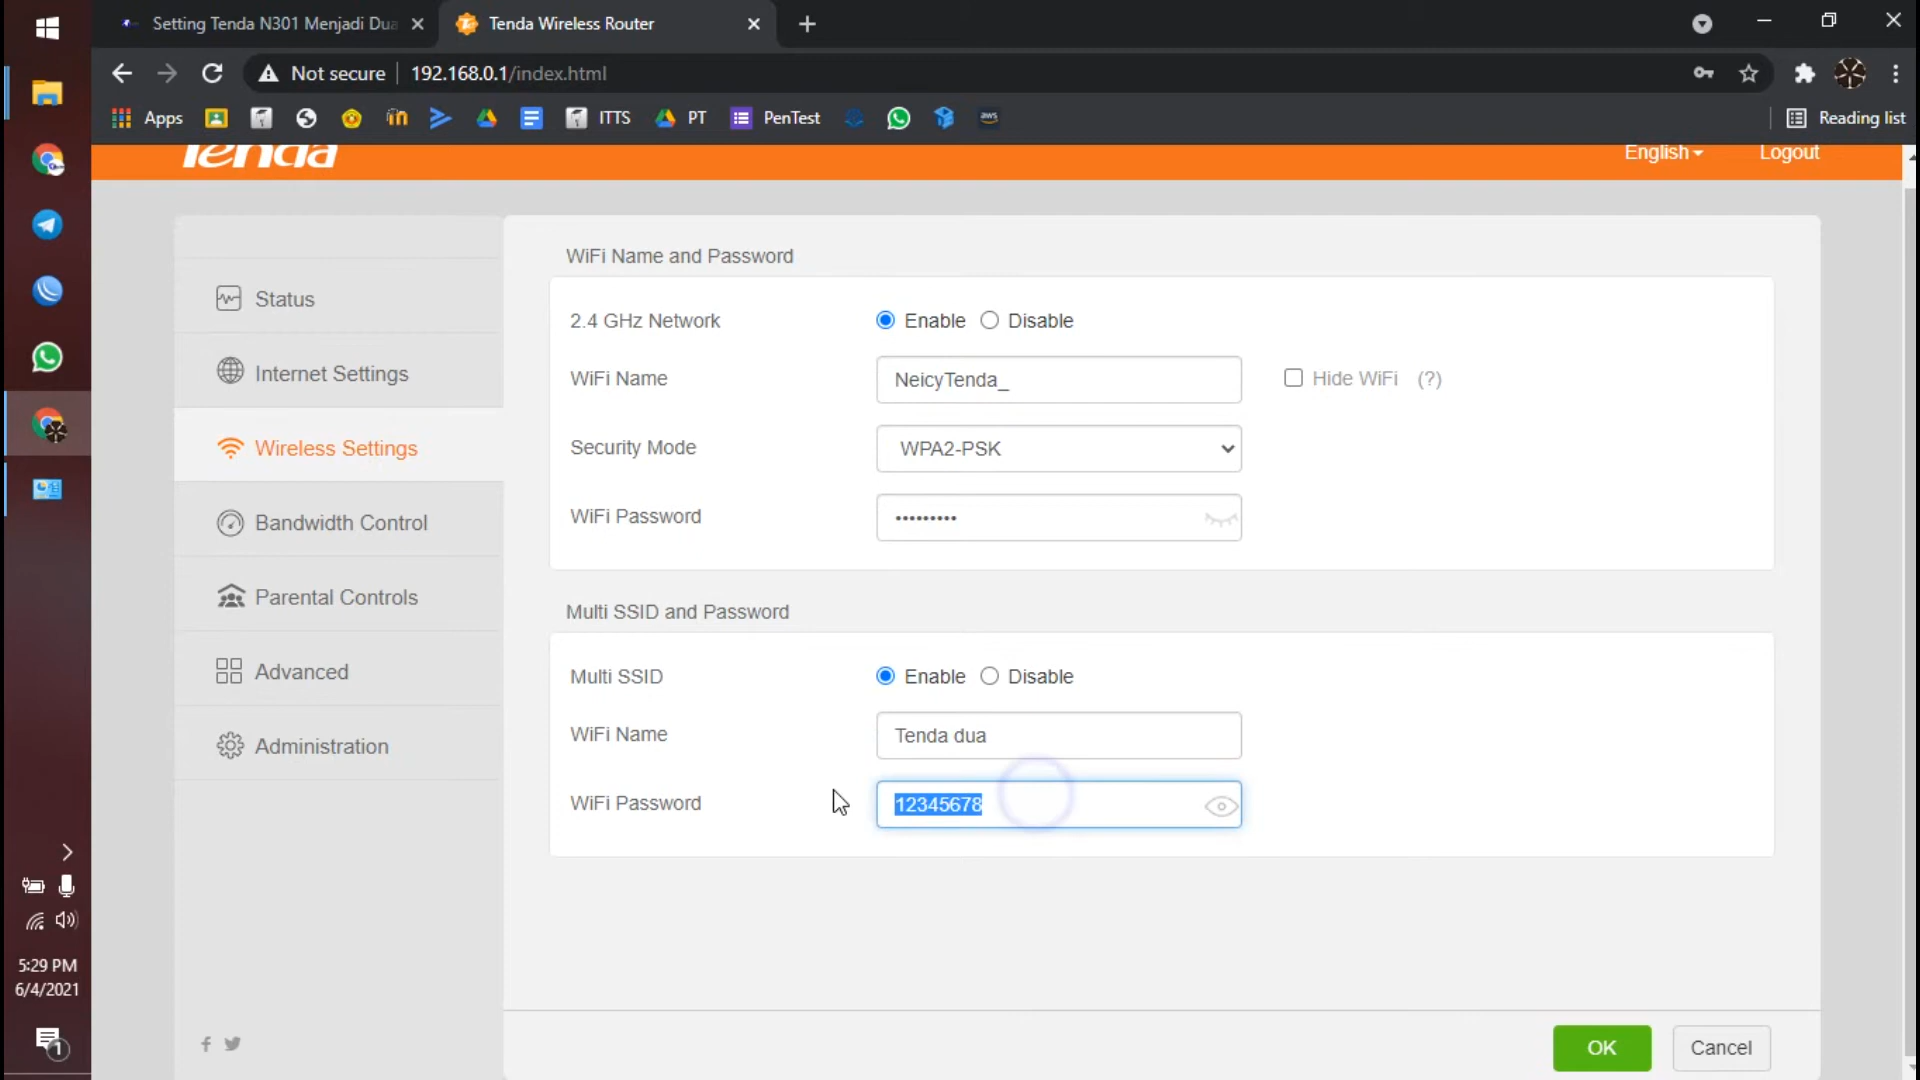 Setting Tenda N301 Menjadi Dua
Tenda Wireless Router
Not secure
192.168.0.1/index.html
Apps
ITTS
PT
PenTest
aws
Reading list
Tenda
English
Logout
WiFi Name and Password
Status
2.4 GHz Network
Enable
Disable
Internet Settings
WiFi Name
NeicyTenda_
Hide WiFi (?)
Wireless Settings
Security Mode
WPA2-PSK
Bandwidth Control
WiFi Password
•••••••••
Parental Controls
Multi SSID and Password
Advanced
Multi SSID
Enable
Disable
Administration
WiFi Name
Tenda dua
WiFi Password
12345678
5:29 PM
6/4/2021
1
OK
Cancel